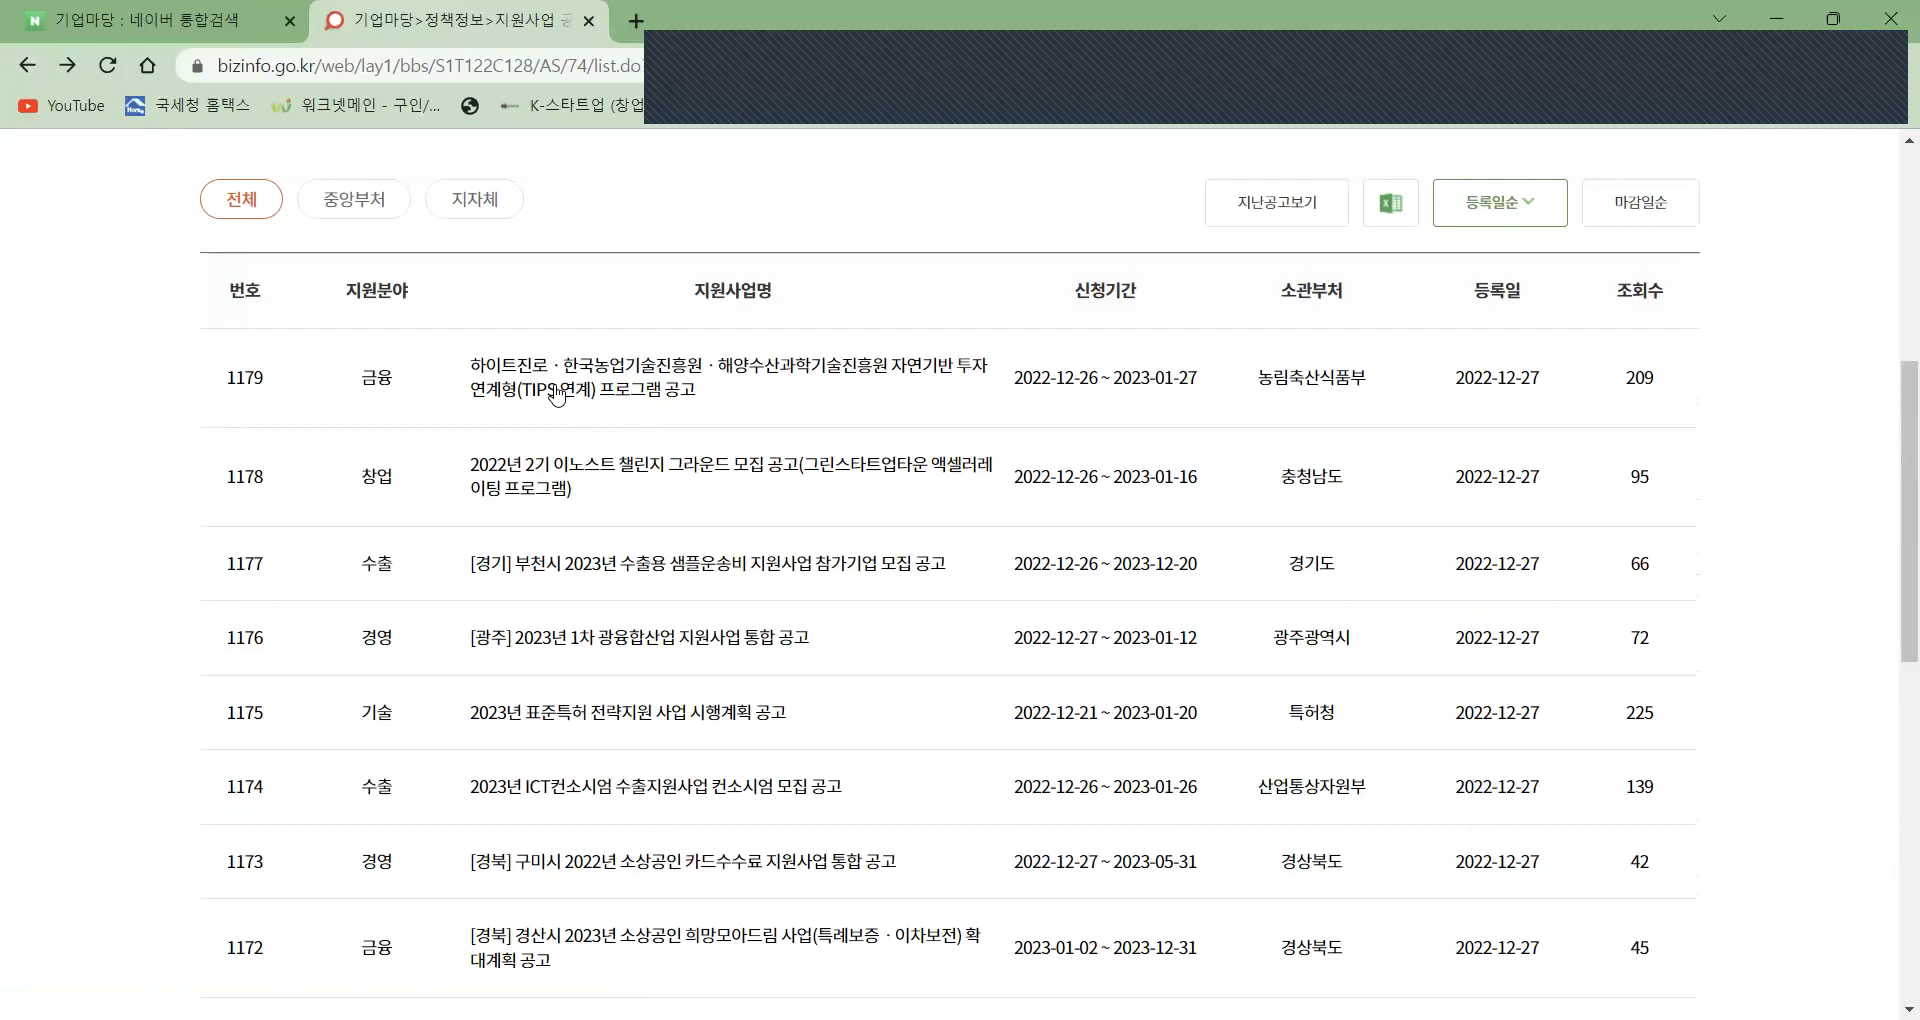 기업마당 : 네이버 통합검색
기업마당>정책정보>지원사업 공
bizinfo.go.kr/web/lay1/bbs/S1T122C128/AS/74/list.do
YouTube 국세청 홈택스 워크넷메인 - 구인/... K-스타트업 (창업
전체 중앙부처 지자체 지난공고보기 등록일순 마감일순
번호 지원분야 지원사업명 신청기간 소관부처 등록일 조회수
1179 금융 하이트진로ㆍ한국농업기술진흥원ㆍ해양수산과학기술진흥원 자연기반 투자
연계형(TIPS 연계) 프로그램 공고 2022-12-26 ~ 2023-01-27 농림축산식품부 2022-12-27 209
1178 창업 2022년 2기 이노스트 챌린지 그라운드 모집 공고(그린스타트업타운 액셀러레
이팅 프로그램) 2022-12-26 ~ 2023-01-16 충청남도 2022-12-27 95
1177 수출 [경기] 부천시 2023년 수출용 샘플운송비 지원사업 참가기업 모집 공고 2022-12-26 ~ 2023-12-20 경기도 2022-12-27 66
1176 경영 [광주] 2023년 1차 광융합산업 지원사업 통합 공고 2022-12-27 ~ 2023-01-12 광주광역시 2022-12-27 72
1175 기술 2023년 표준특허 전략지원 사업 시행계획 공고 2022-12-21 ~ 2023-01-20 특허청 2022-12-27 225
1174 수출 2023년 ICT컨소시엄 수출지원사업 컨소시엄 모집 공고 2022-12-26 ~ 2023-01-26 산업통상자원부 2022-12-27 139
1173 경영 [경북] 구미시 2022년 소상공인 카드수수료 지원사업 통합 공고 2022-12-27 ~ 2023-05-31 경상북도 2022-12-27 42
1172 금융 [경북] 경산시 2023년 소상공인 희망모아드림 사업(특례보증ㆍ이차보전) 확
대계획 공고 2023-01-02 ~ 2023-12-31 경상북도 2022-12-27 45